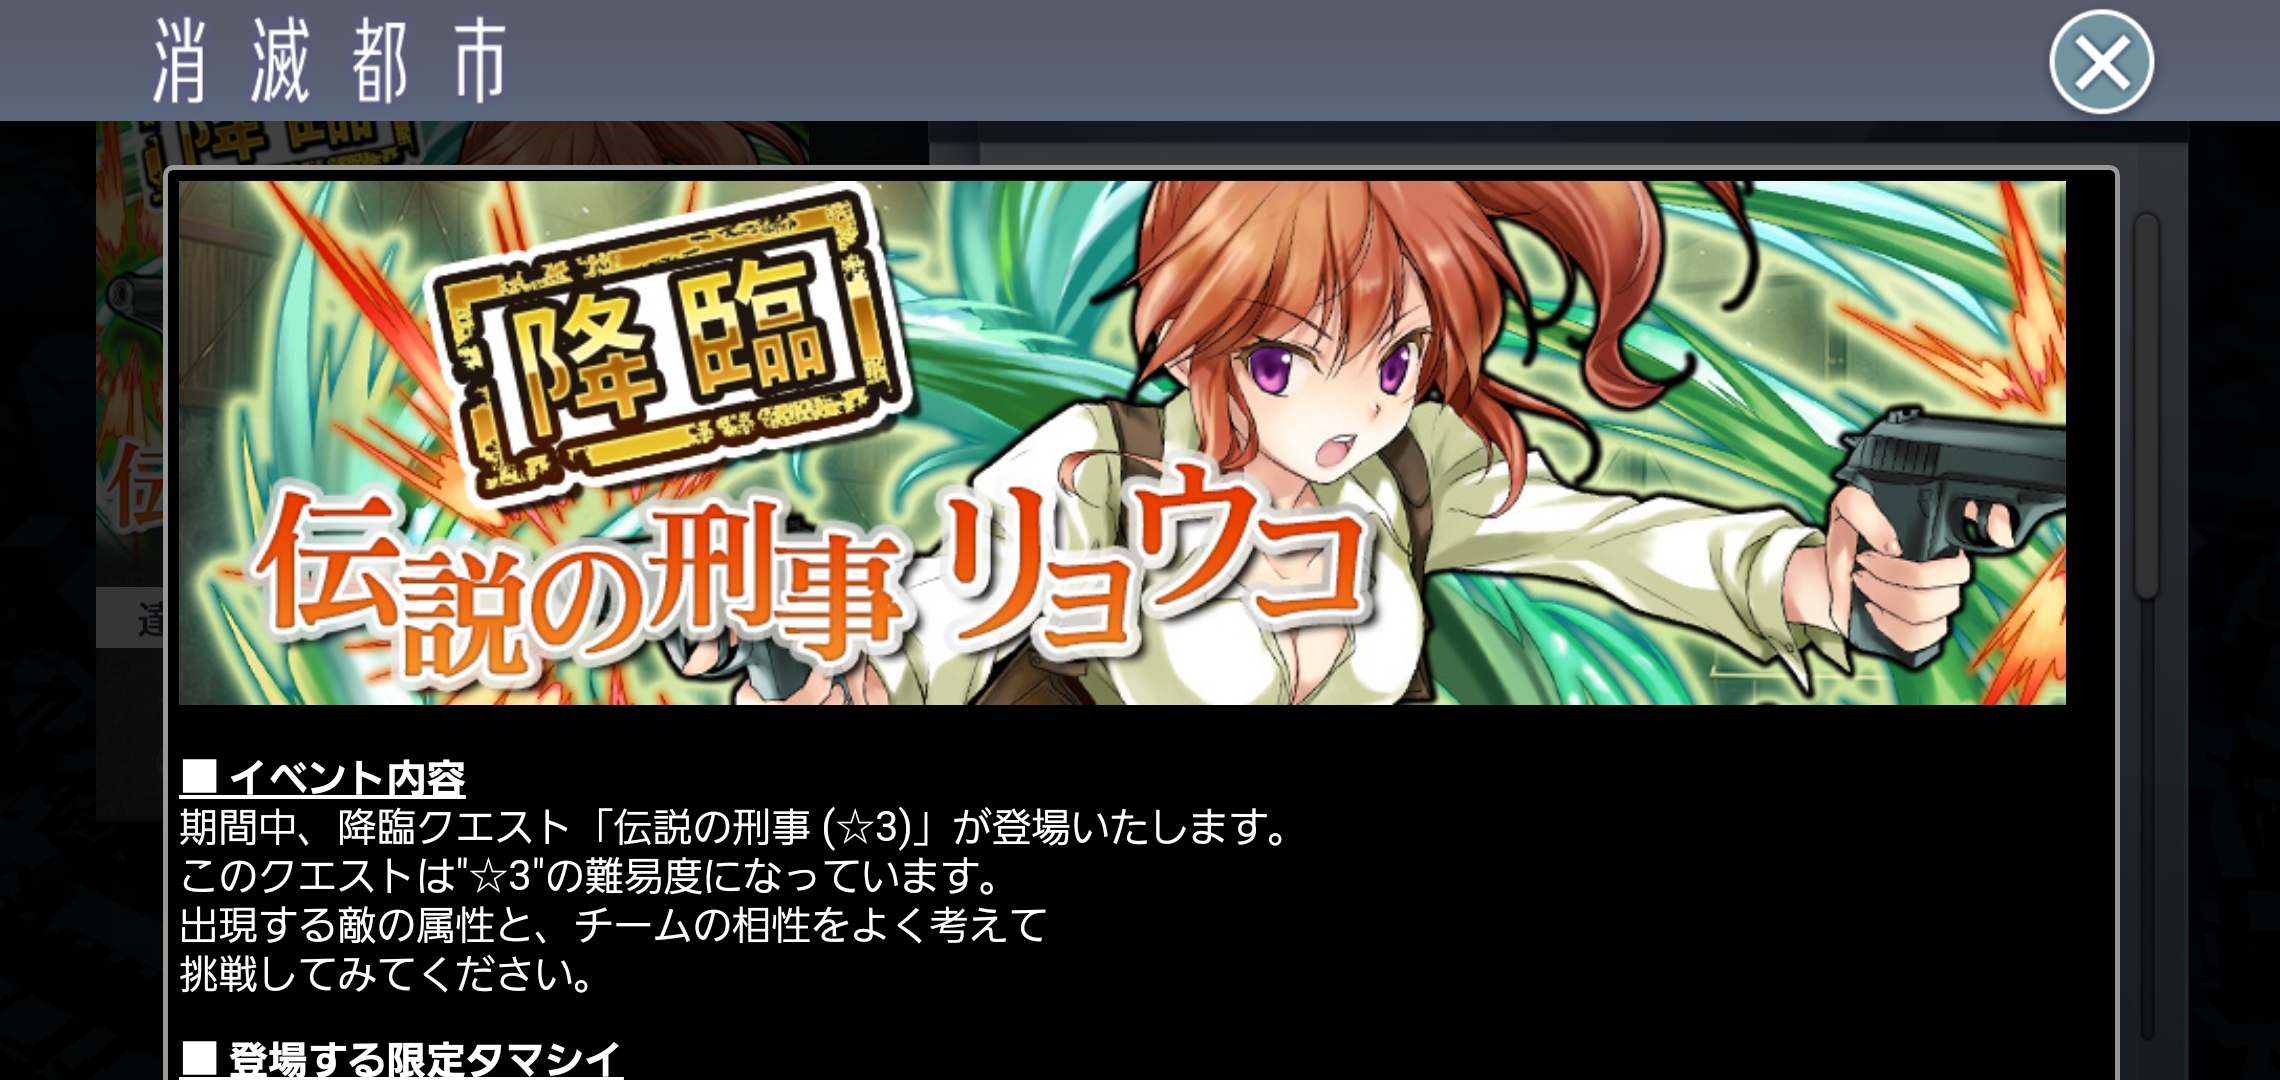 消滅都市
降臨
伝説の刑事 リョウコ
■ イベント内容
期間中、降臨クエスト「伝説の刑事 (☆3)」が登場いたします。
このクエストは"☆3"の難易度になっています。
出現する敵の属性と、チームの相性をよく考えて
挑戦してみてください。
■ 登場する限定タマシイ